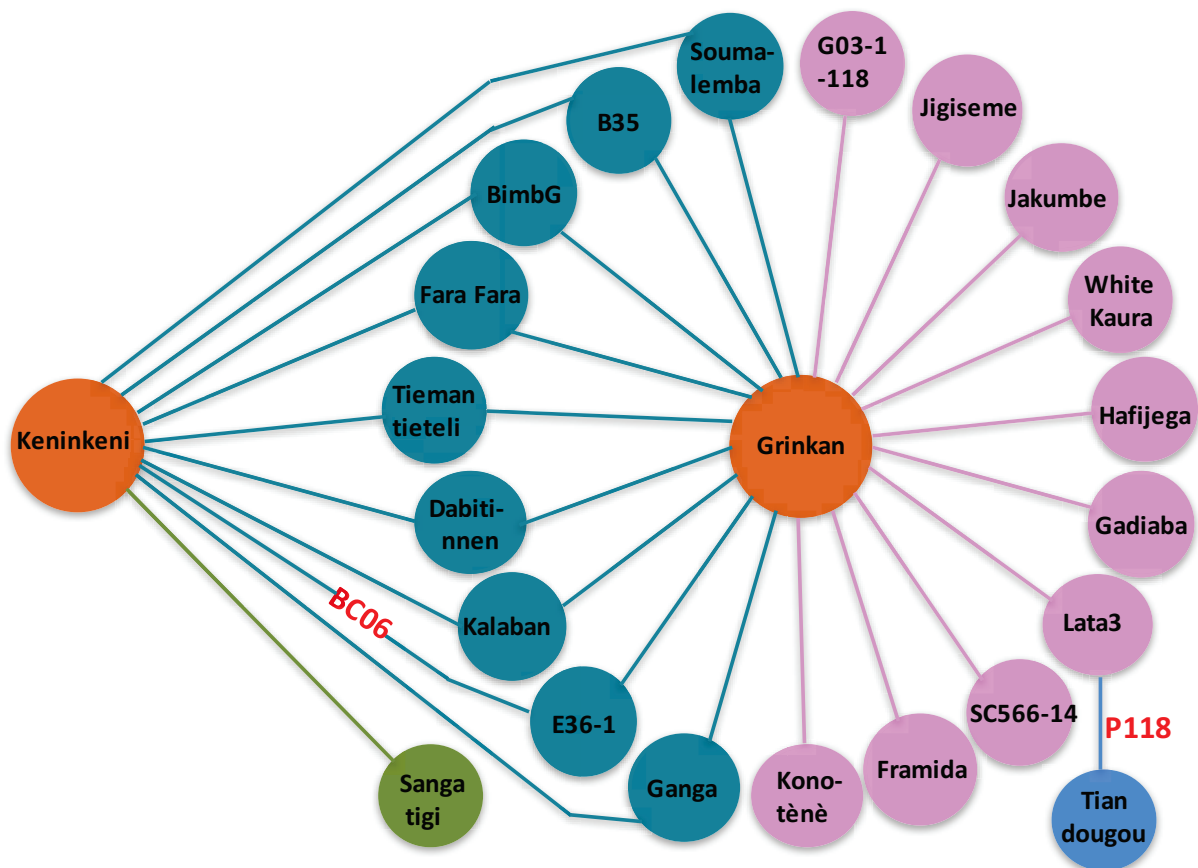 Souma-
lemba
G03-1
-118
Jigiseme
B35
BimbG
Jakumbe
Fara Fara
White
Kaura
Tieman
tieteli
Keninkeni
Grinkan
Hafijega
Dabiti-
nnen
Gadiaba
BC06
Kalaban
Lata3
E36-1
SC566-14
P118
Sanga
tigi
Ganga
Kono-
tènè
Framida
Tian
dougou